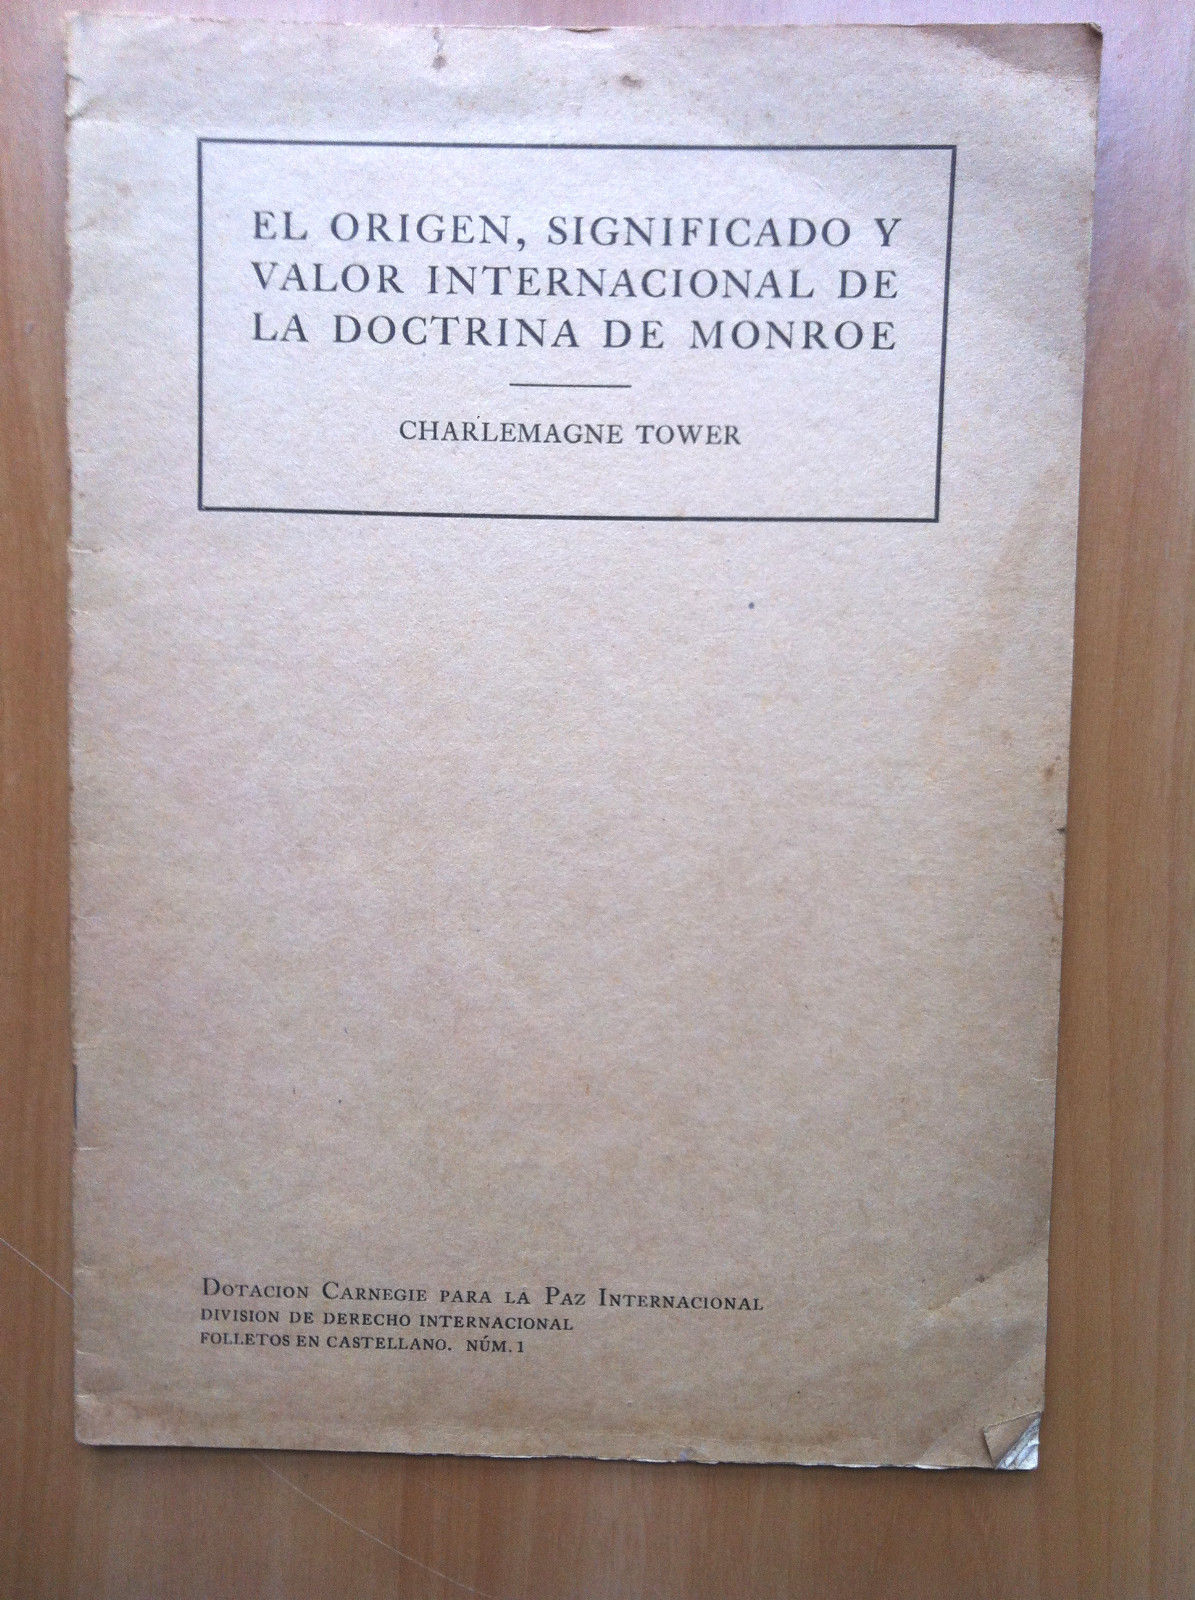 EL ORIGEN, SIGNIFICADO Y
VALOR INTERNACIONAL DE
LA DOCTRINA DE MONROE
CHARLEMAGNE TOWER
DOTACION CARNEGIE PARA LA PAZ INTERNACIONAL
DIVISION DE DERECHO INTERNACIONAL
FOLLETOS EN CASTELLANO. NÚM. 1